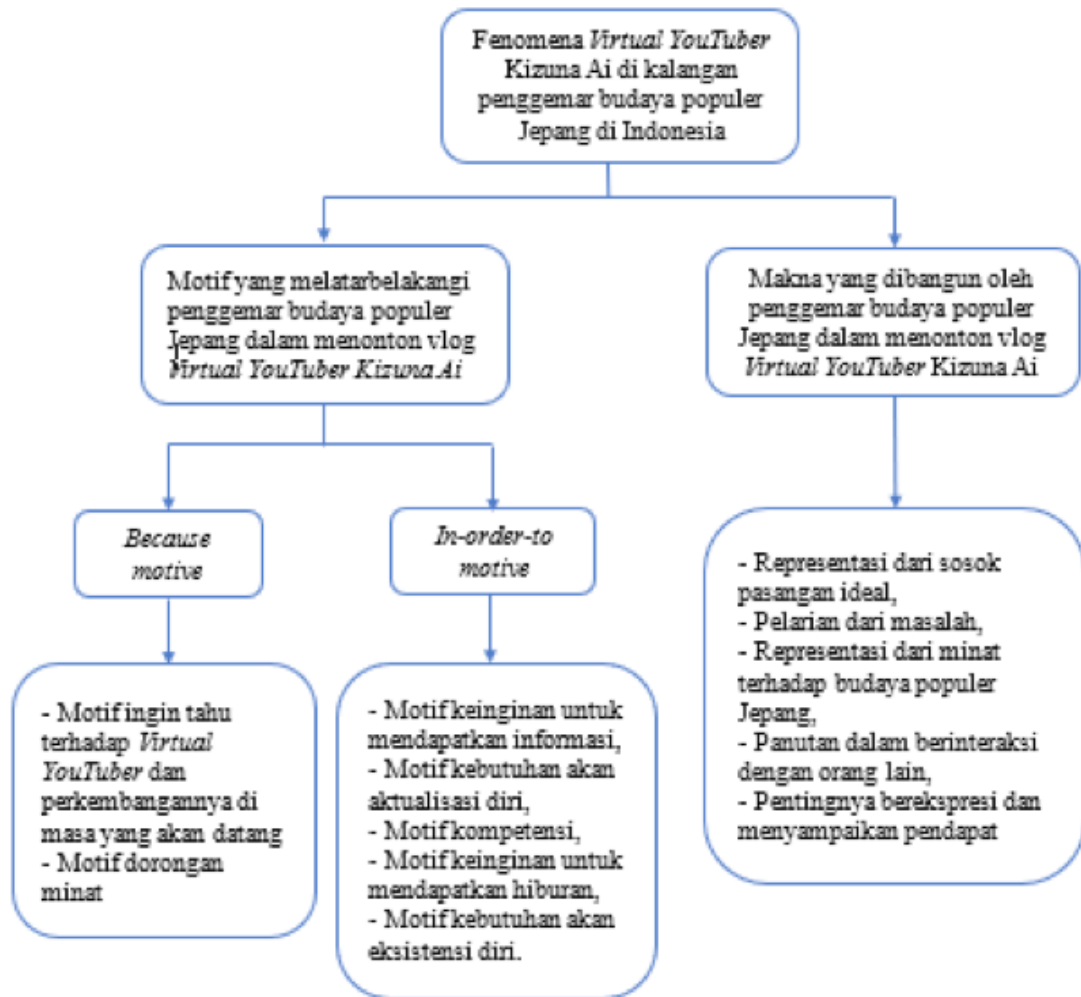 Fenomena Virtual YouTuber
Kizuna Ai di kalangan
penggemar budaya populer
Jepang di Indonesia
Motif yang melatarbelakangi
penggemar budaya populer
Jepang dalam menonton vlog
Virtual YouTuber Kizuna Ai
Makna yang dibangun oleh
penggemar budaya populer
Jepang dalam menonton vlog
Virtual YouTuber Kizuna Ai
Because
motive
In-order-to
motive
- Motif ingin tahu
terhadap Virtual
YouTuber dan
perkembangannya di
masa yang akan datang
- Motif dorongan
minat
- Motif keinginan untuk
mendapatkan informasi,
- Motif kebutuhan akan
aktualisasi diri,
- Motif kompetensi,
- Motif keinginan untuk
mendapatkan hiburan,
- Motif kebutuhan akan
eksistensi diri.
- Representasi dari sosok
pasangan ideal,
- Pelarian dari masalah,
- Representasi dari minat
terhadap budaya populer
Jepang,
- Panutan dalam berinteraksi
dengan orang lain,
- Pentingnya berekspresi dan
menyampaikan pendapat